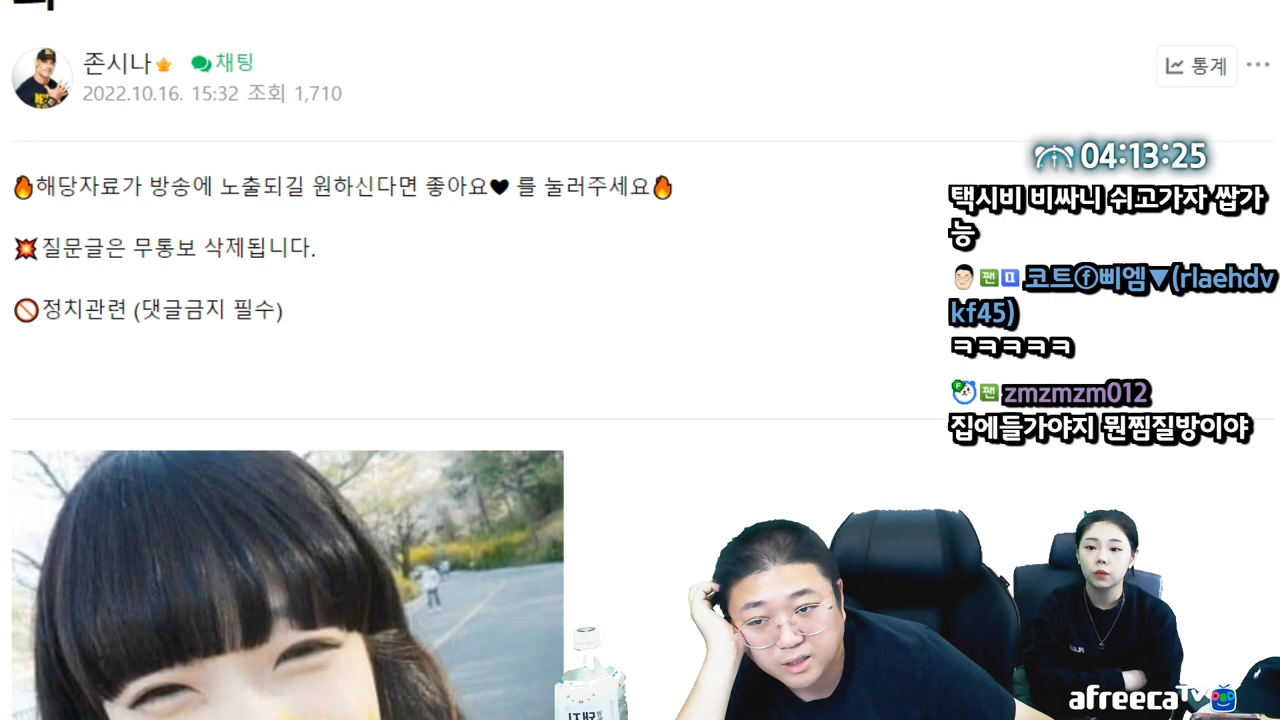 존시나 채팅
2022.10.16. 15:32 조회 1,710
통계
해당자료가 방송에 노출되길 원하신다면 좋아요♥ 를 눌러주세요
질문글은 무통보 삭제됩니다.
정치관련 (댓글금지 필수)
04:13:25
택시비 비싸니 쉬고가자 쌉가
능
팬 n 코트ⓕ삐엠▼(rlaehdv
kf45)
ㅋㅋㅋㅋㅋ
F 팬 zmzmzm012
집에들가야지 뭔찜질방이야
afreecaTV